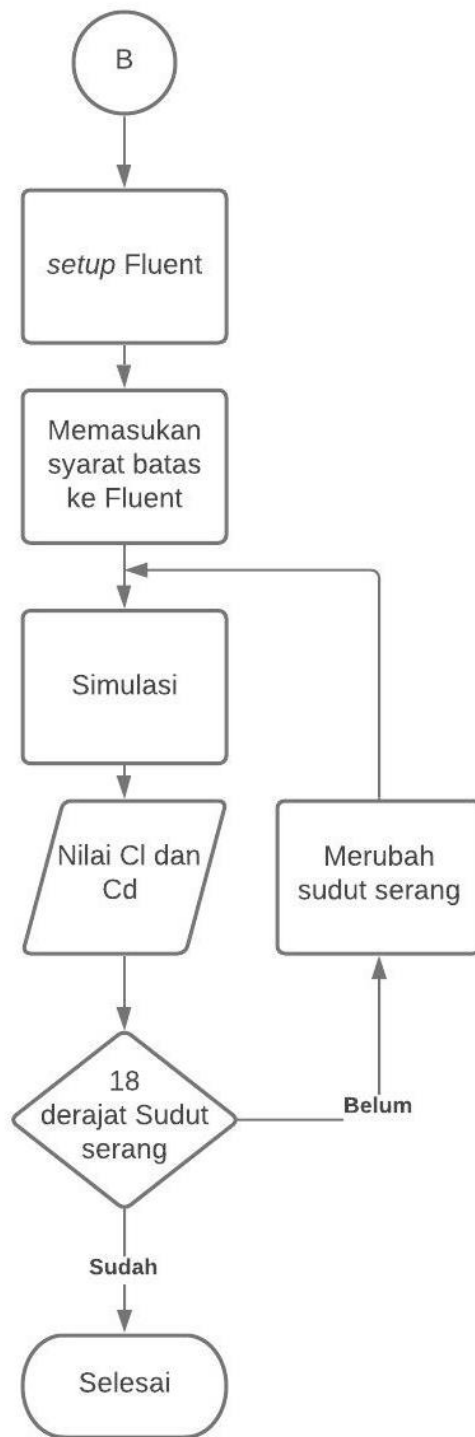 B
setup Fluent
Memasukan
syarat batas
ke Fluent
Simulasi
Nilai Cl dan
Cd
Merubah
sudut serang
18
derajat Sudut
serang
Belum
Sudah
Selesai